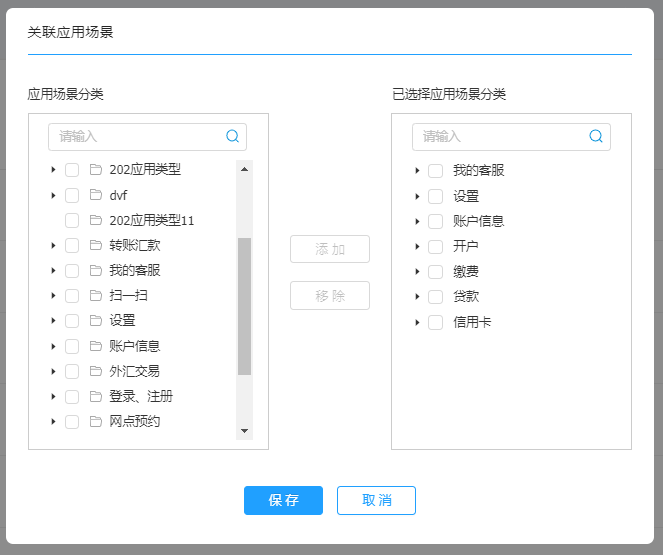 关联应用场景
应用场景分类
请输入
202应用类型
dvf
202应用类型11
转账汇款
我的客服
扫一扫
设置
账户信息
外汇交易
登录、注册
网点预约
添加
移除
已选择应用场景分类
请输入
我的客服
设置
账户信息
开户
缴费
贷款
信用卡
保存
取消